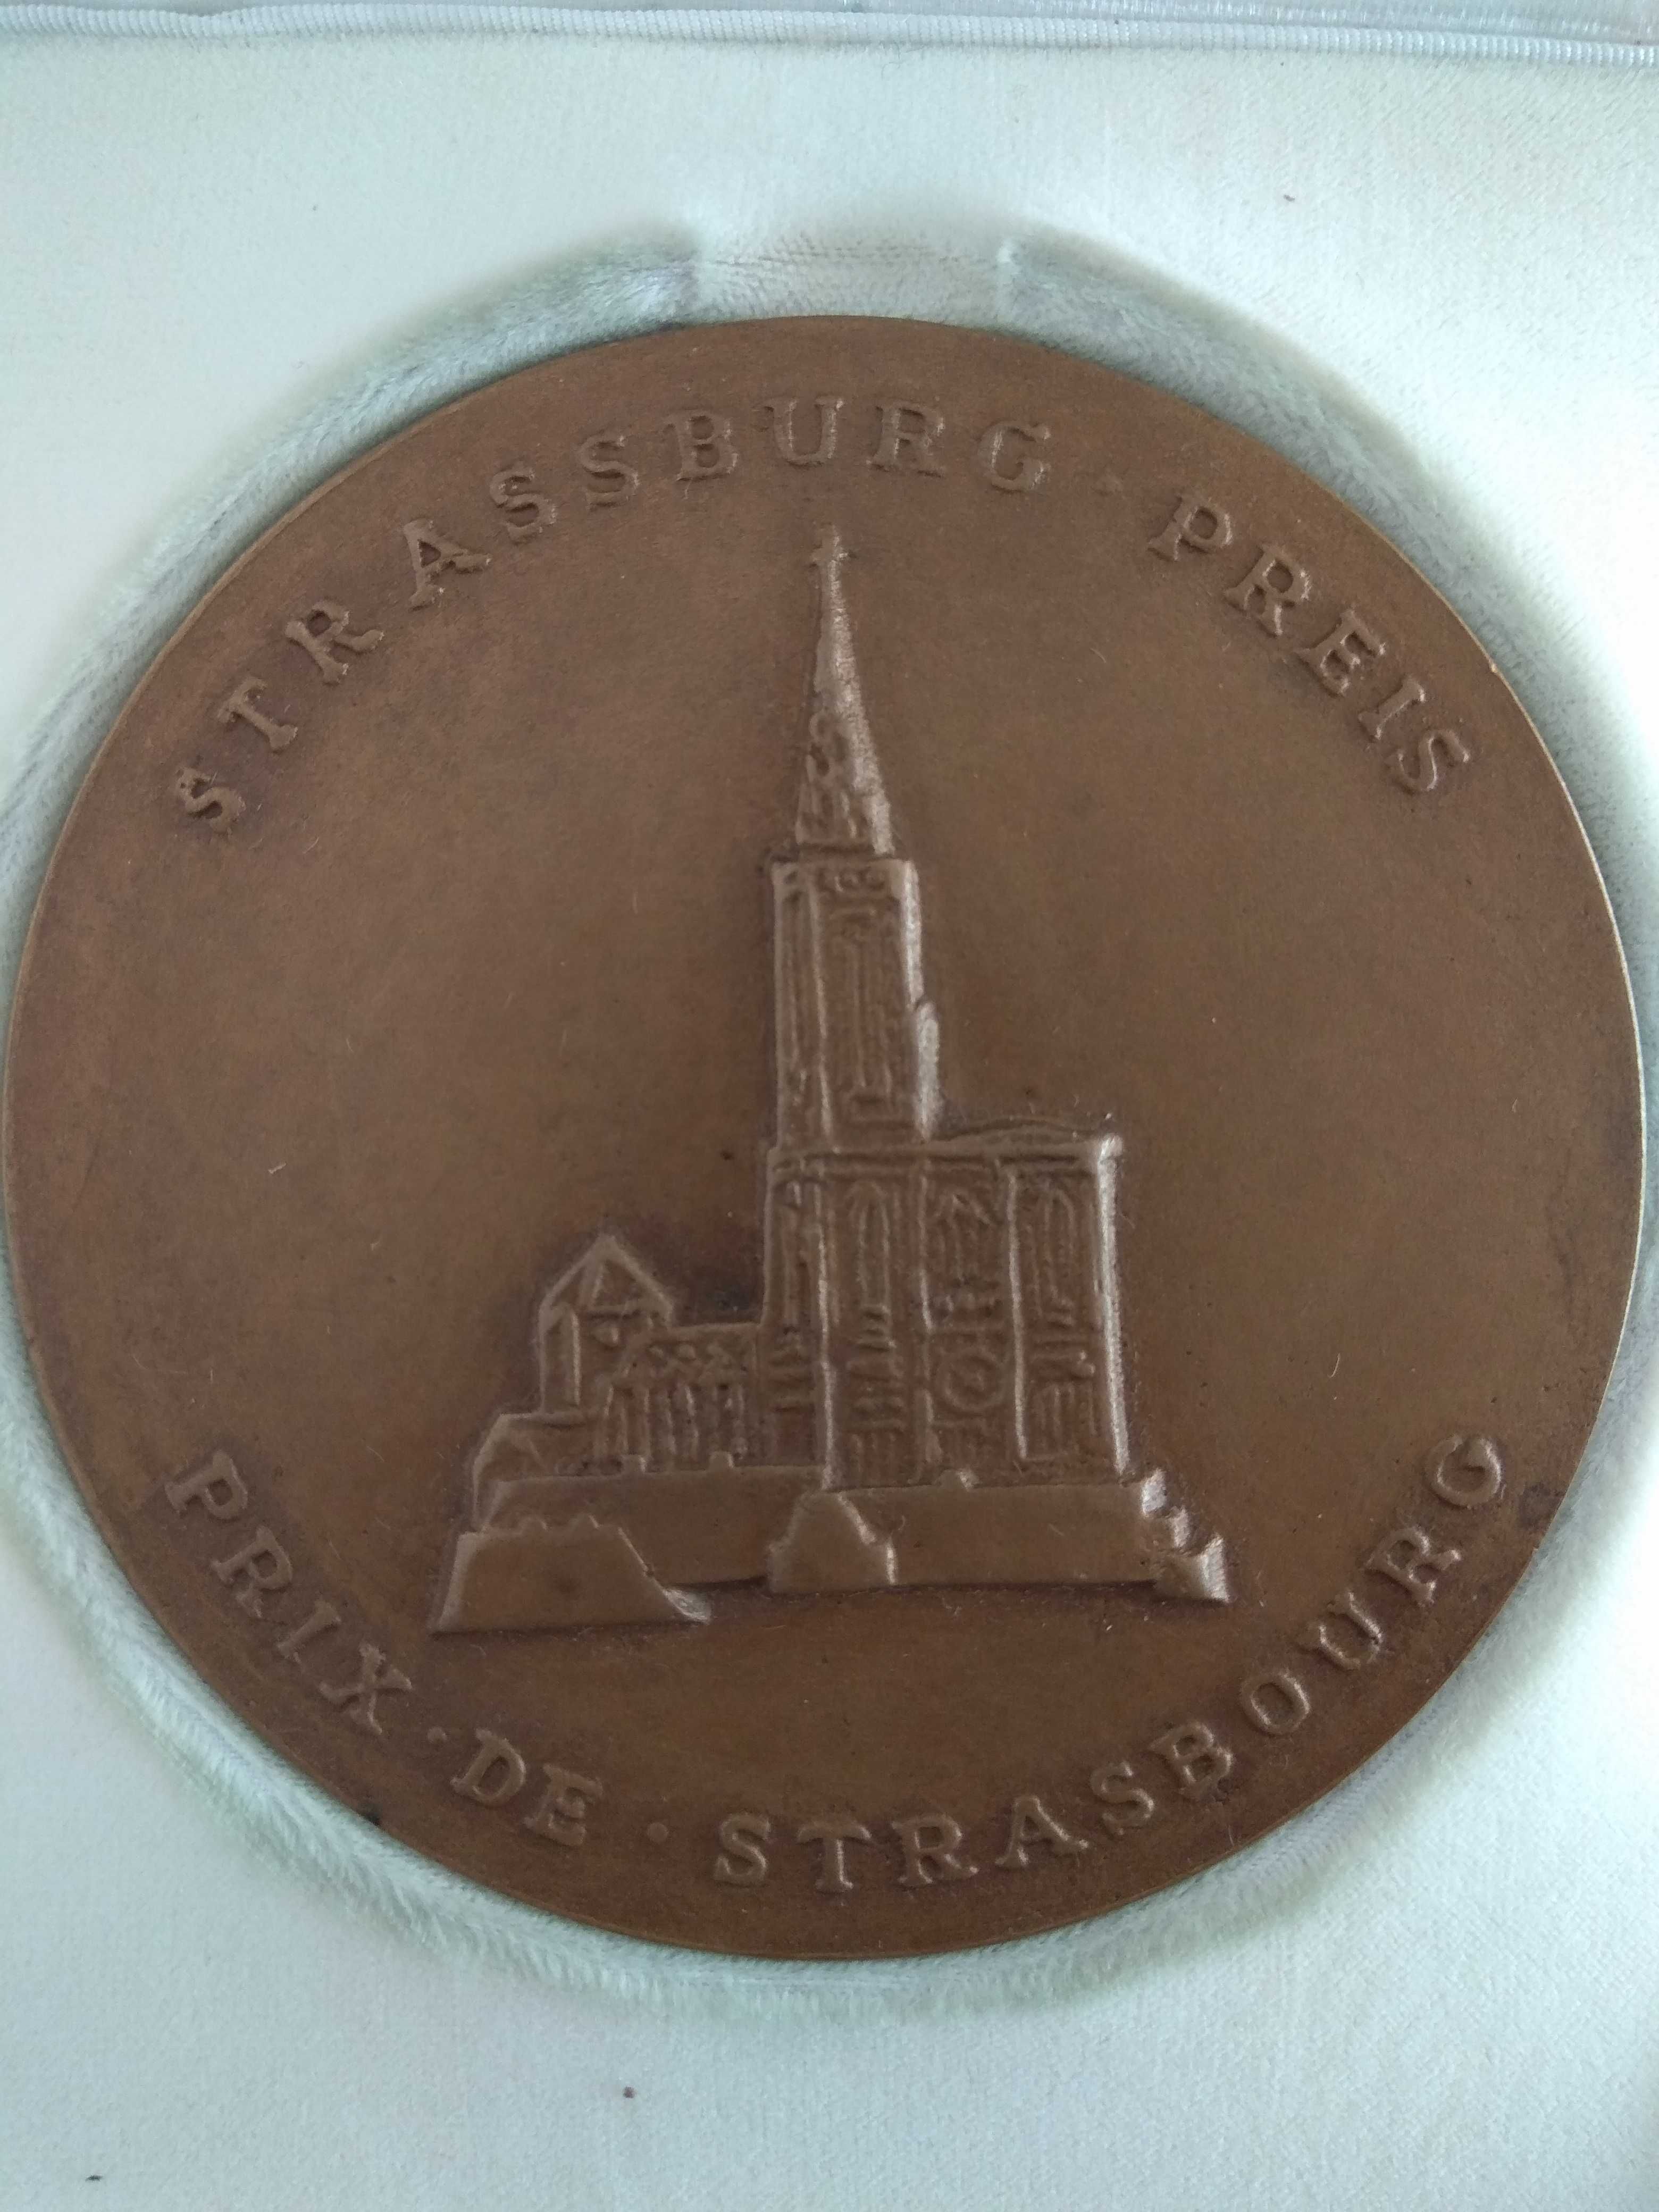 STRASSBURG · PREIS
PRIX · DE · STRASBOURG